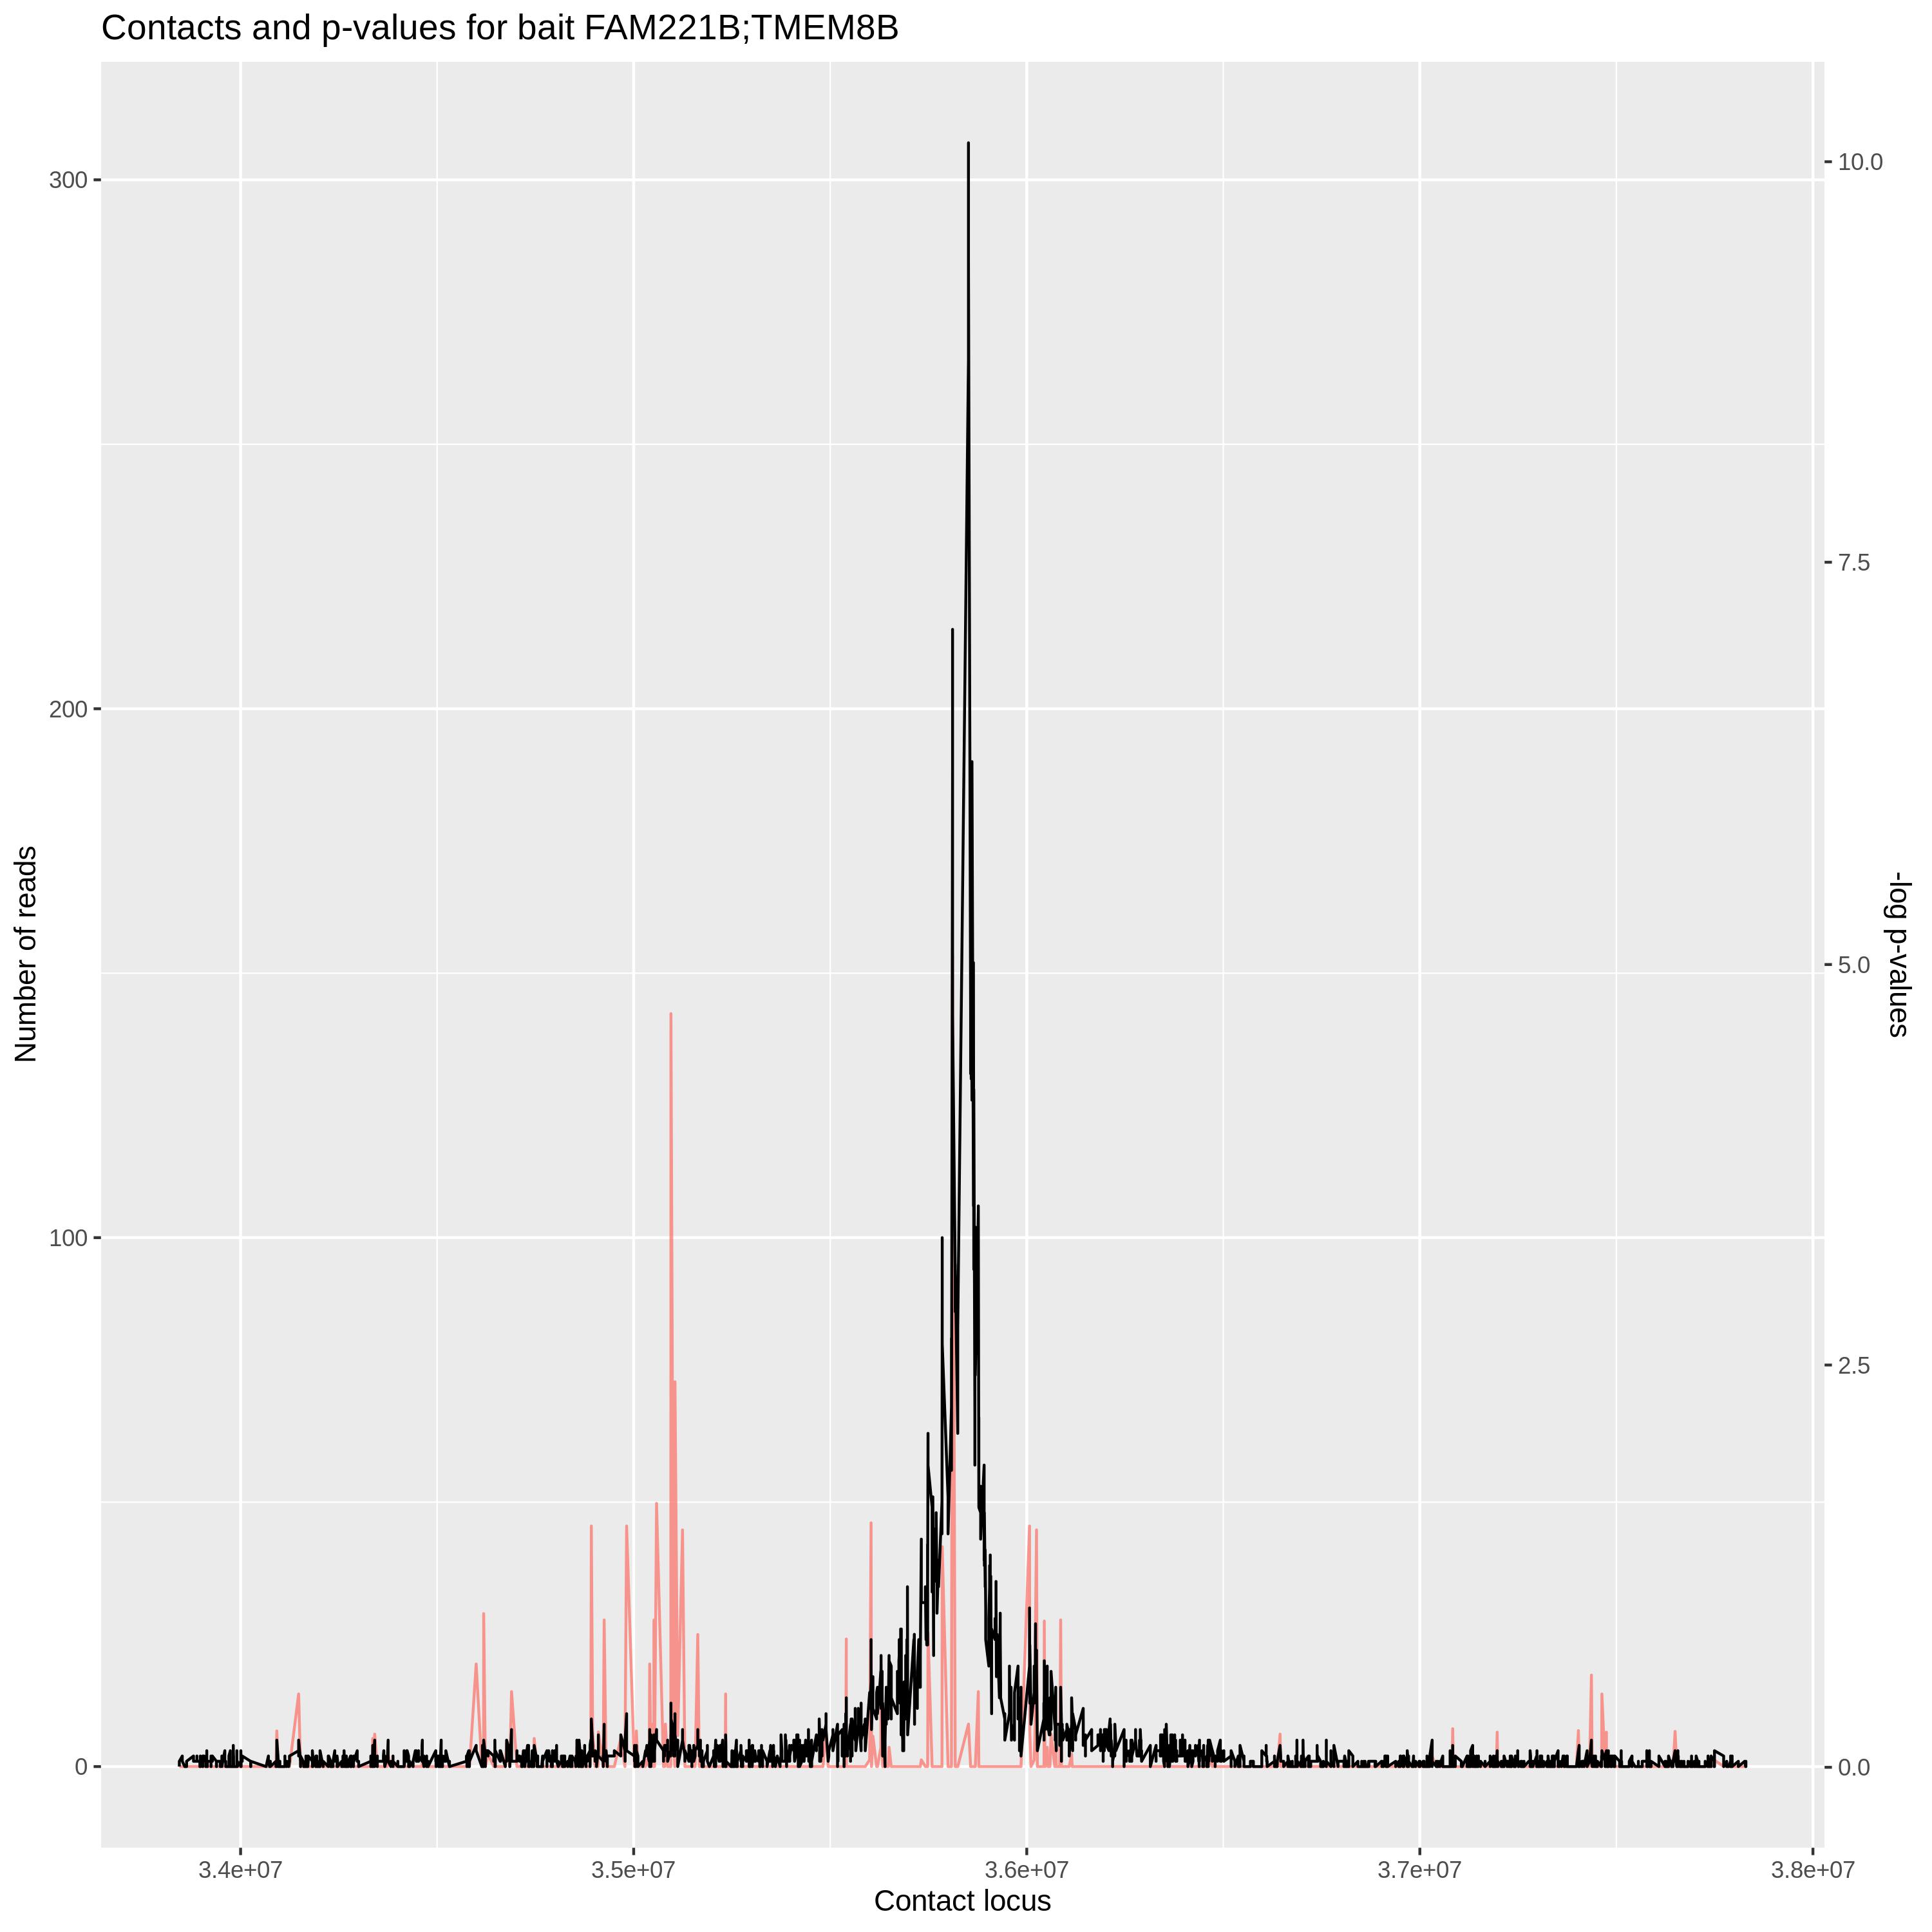 Contacts and p-values for bait FAM221B;TMEM8B
300
200
100
0
Number of reads
10.0
7.5
5.0
2.5
0.0
-log p-values
3.4e+07
3.5e+07
3.6e+07
3.7e+07
3.8e+07
Contact locus